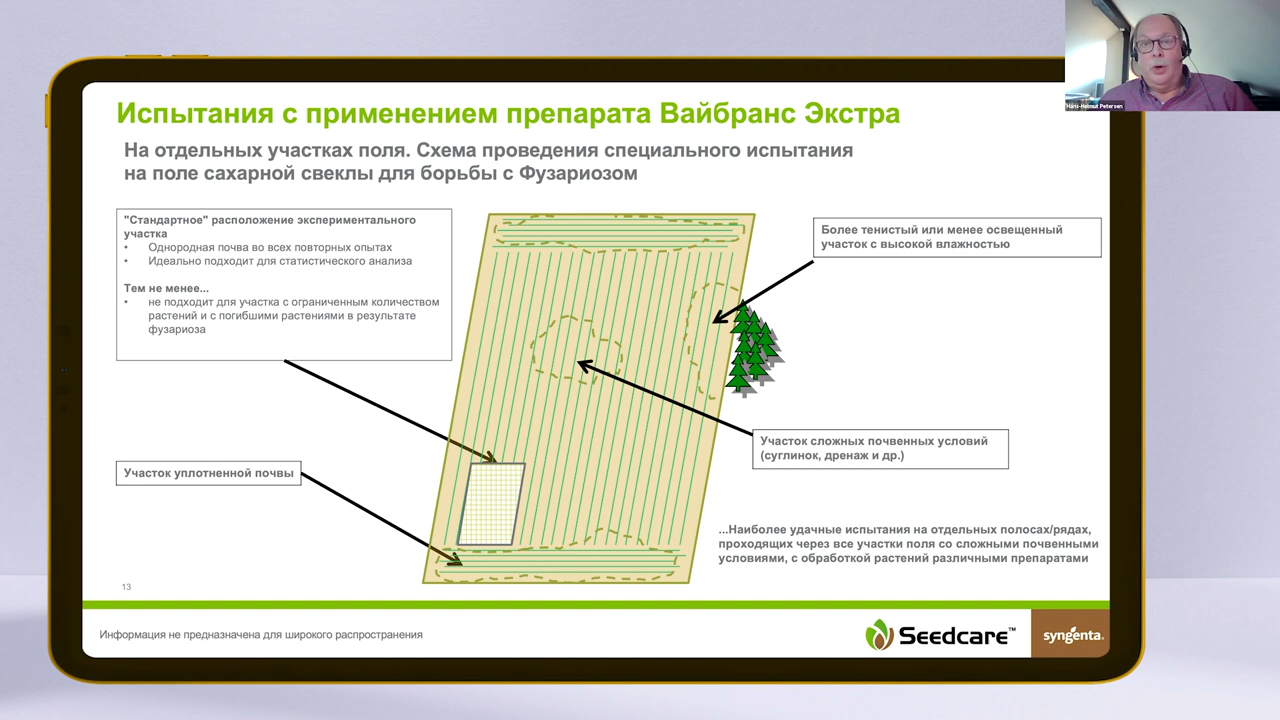 Испытания с применением препарата Вайбранс Экстра
На отдельных участках поля. Схема проведения специального испытания
на поле сахарной свеклы для борьбы с Фузариозом
Hans-Helmut Petersen
"Стандартное" расположение экспериментального
участка
• Однородная почва во всех повторных опытах
• Идеально подходит для статистического анализа
Тем не менее...
• не подходит для участка с ограниченным количеством
растений и с погибшими растениями в результате
фузариоза
Более тенистый или менее освещенный
участок с высокой влажностью
Участок сложных почвенных условий
(суглинок, дренаж и др.)
Участок уплотненной почвы
...Наиболее удачные испытания на отдельных полосах/рядах,
проходящих через все участки поля со сложными почвенными
условиями, с обработкой растений различными препаратами
13
Информация не предназначена для широкого распространения
Seedcare™
syngenta.